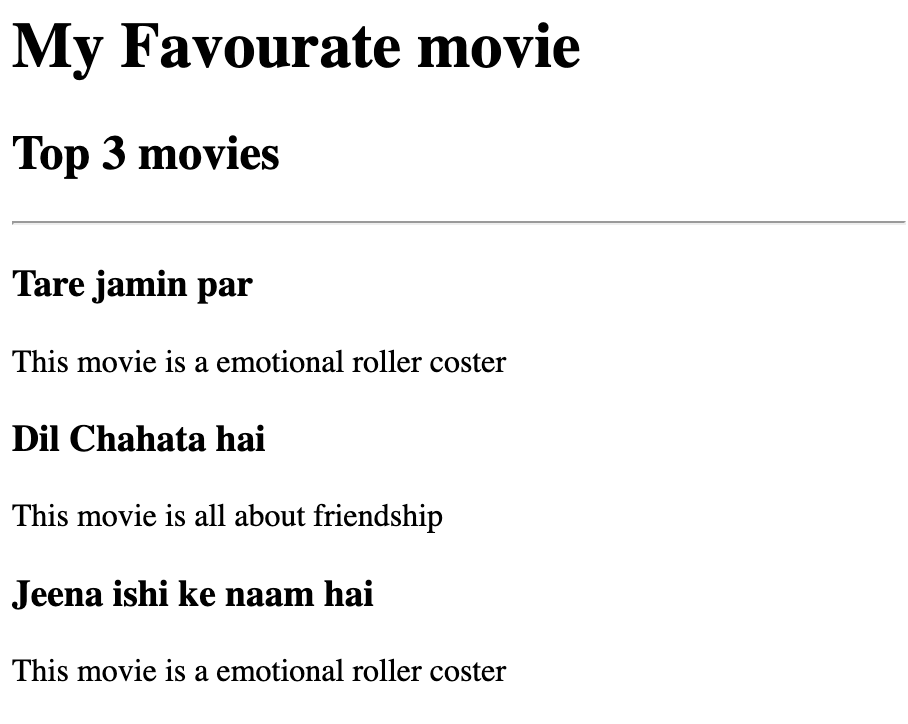 My Favourate movie
Top 3 movies
Tare jamin par
This movie is a emotional roller coster
Dil Chahata hai
This movie is all about friendship
Jeena ishi ke naam hai
This movie is a emotional roller coster